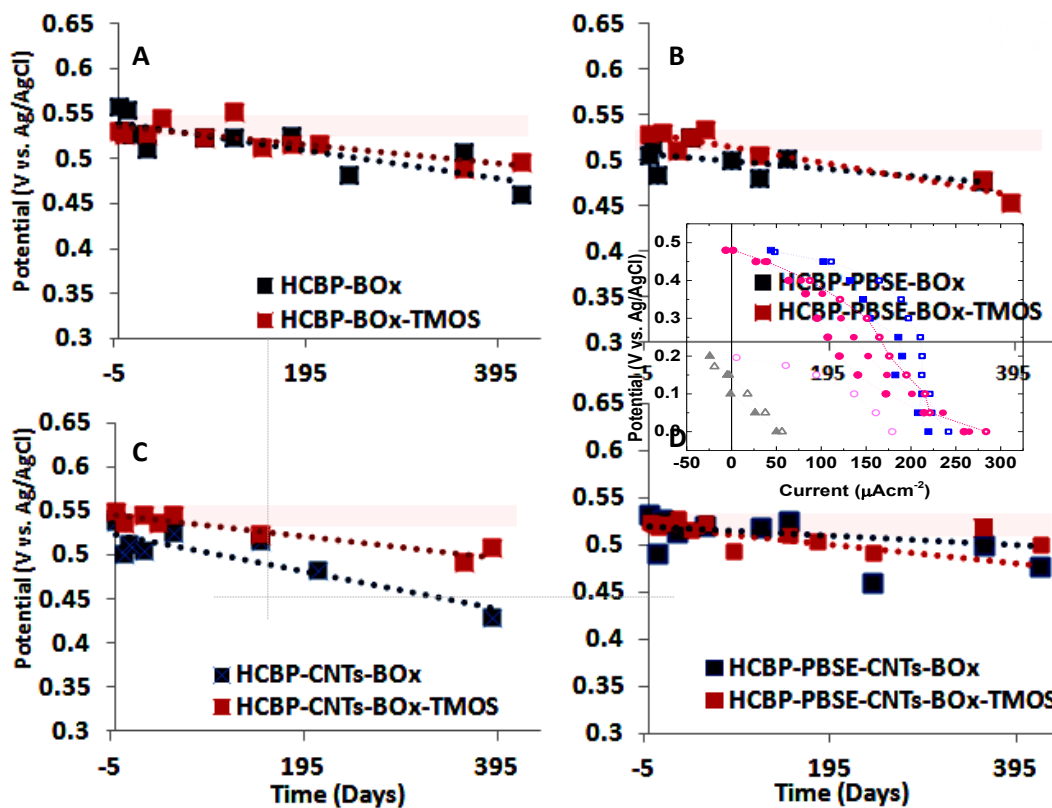 A
0.65
0.6
0.55
0.5
0.45
0.4
0.35
0.3
Potential (V vs. Ag/AgCl)
HCBP-BOx
HCBP-BOx-TMOS
-5 195 395
B
0.65
0.6
0.55
0.5
0.45
0.4
0.35
0.3
HCBP-PBSE-BOx
HCBP-PBSE-BOx-TMOS
-5 195 395
0.5
0.4
0.3
0.2
0.1
0.0
Potential (V vs. Ag/AgCl)
-50 0 50 100 150 200 250 300
Current (μAcm-2)
C
0.65
0.6
0.55
0.5
0.45
0.4
0.35
0.3
Potential (V vs. Ag/AgCl)
HCBP-CNTs-BOx
HCBP-CNTs-BOx-TMOS
-5 195 395
Time (Days)
D
0.65
0.6
0.55
0.5
0.45
0.4
0.35
0.3
HCBP-PBSE-CNTs-BOx
HCBP-PBSE-CNTs-BOx-TMOS
-5 195 395
Time (Days)